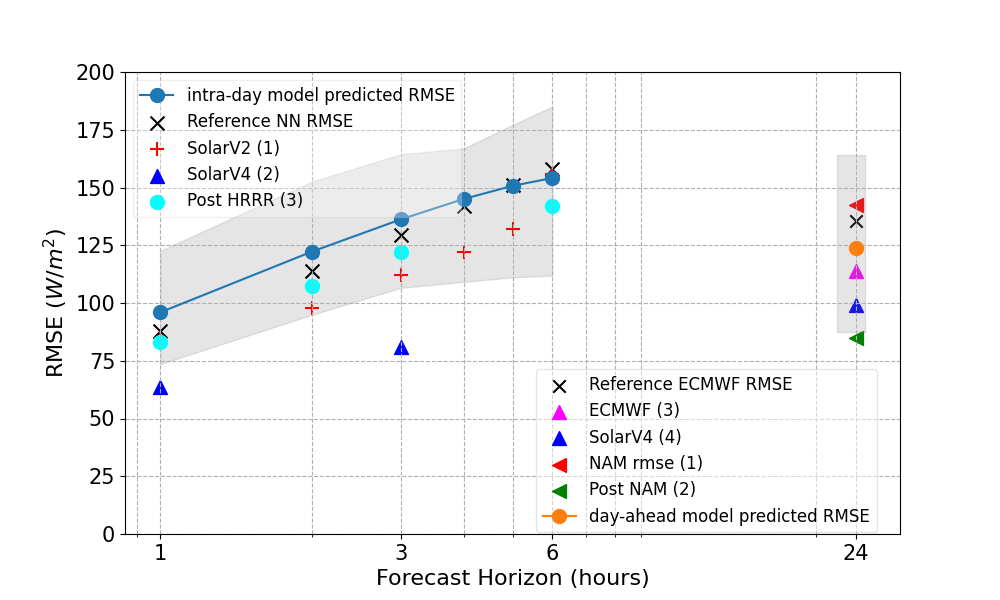 200
175
150
125
100
75
50
25
0
RMSE (W/m²)
intra-day model predicted RMSE
Reference NN RMSE
SolarV2 (1)
SolarV4 (2)
Post HRRR (3)
Reference ECMWF RMSE
ECMWF (3)
SolarV4 (4)
NAM rmse (1)
Post NAM (2)
day-ahead model predicted RMSE
1 3 6 24
Forecast Horizon (hours)